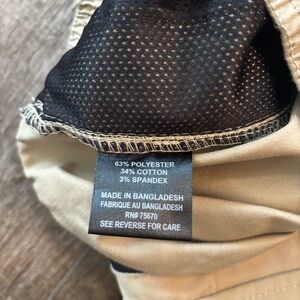 63% POLYESTER
34% COTTON
3% SPANDEX
MADE IN BANGLADESH
FABRIQUE AU BANGLADESH
RN# 75670
SEE REVERSE FOR CARE